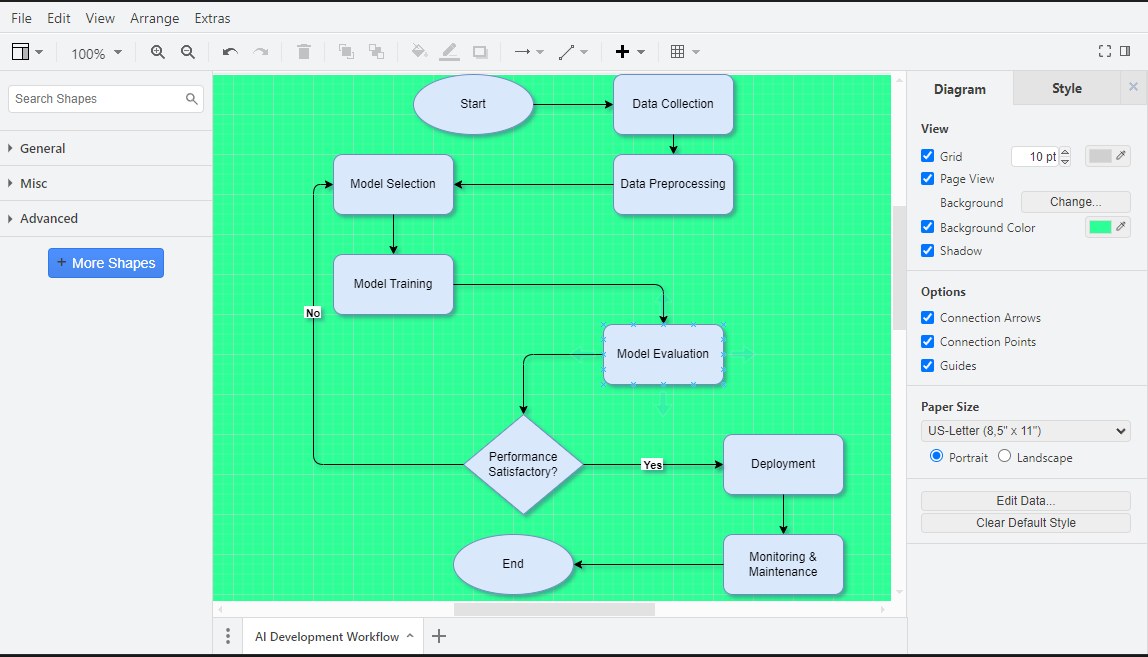 File Edit View Arrange Extras
100%
Search Shapes
General
Misc
Advanced
+ More Shapes
Start
Data Collection
Model Selection
Data Preprocessing
Model Training
No
Model Evaluation
Performance
Satisfactory?
Yes
Deployment
End
Monitoring &
Maintenance
AI Development Workflow
Diagram Style
View
Grid 10 pt
Page View
Background Change...
Background Color
Shadow
Options
Connection Arrows
Connection Points
Guides
Paper Size
US-Letter (8,5" x 11")
Portrait Landscape
Edit Data...
Clear Default Style